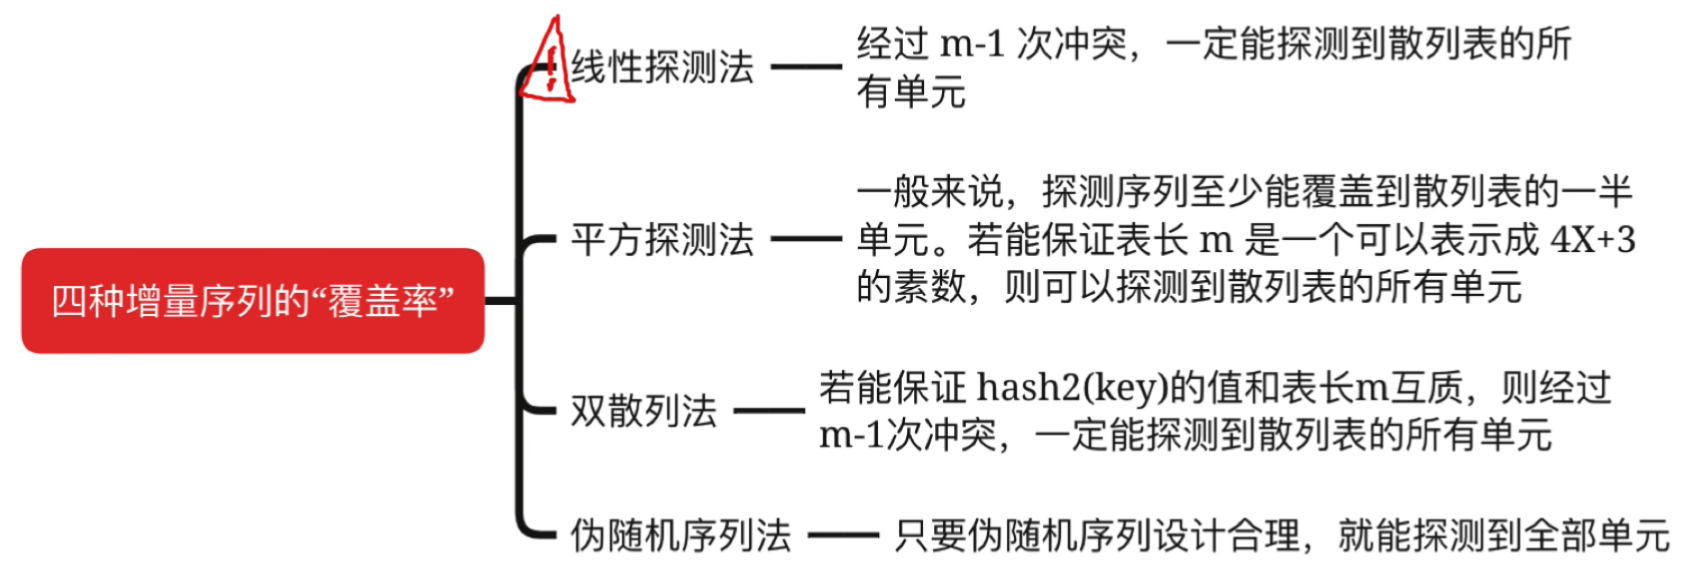 线性探测法
经过 m-1 次冲突，一定能探测到散列表的所
有单元
平方探测法
一般来说，探测序列至少能覆盖到散列表的一半
单元。若能保证表长 m 是一个可以表示成 4X+3
的素数，则可以探测到散列表的所有单元
四种增量序列的“覆盖率”
双散列法
若能保证 hash2(key)的值和表长m互质，则经过
m-1次冲突，一定能探测到散列表的所有单元
伪随机序列法
只要伪随机序列设计合理，就能探测到全部单元